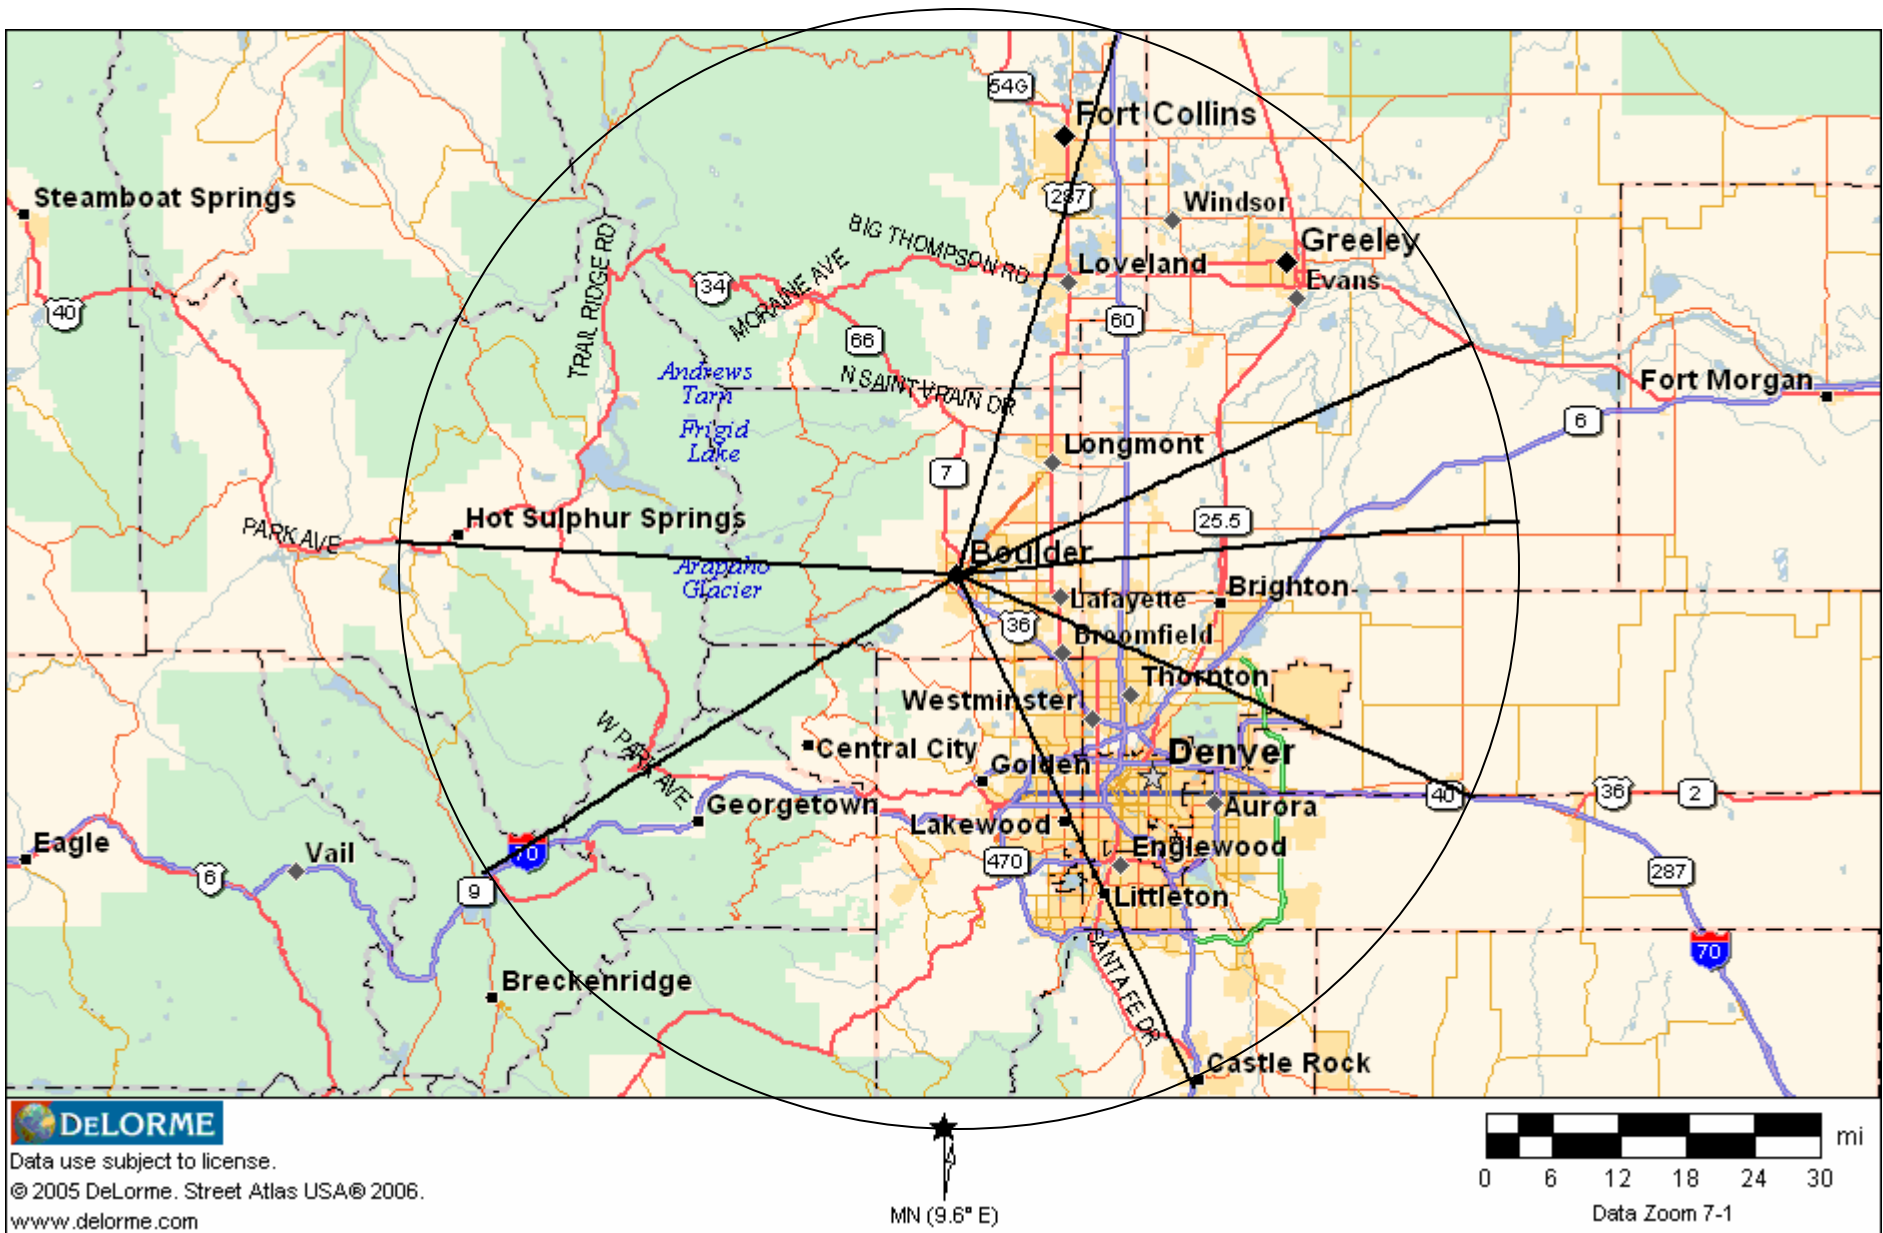 54G
Fort Collins
Steamboat Springs
287
Windsor
TRAIL RIDGE RD
BIG THOMPSON RD
Greeley
MORAINE AVE
Loveland
Evans
34
40
60
66
Andrews
Tarn
N SAINT VRAIN DR
Fort Morgan
6
Frigid
Lake
Longmont
7
PARK AVE
Hot Sulphur Springs
25.5
Boulder
Arapaho
Glacier
Lafayette
Brighton
36
Broomfield
Thornton
Westminster
W PARK AVE
Central City
Golden
Denver
Georgetown
40
36
2
Lakewood
Aurora
Eagle
Vail
70
Englewood
470
6
9
287
Littleton
SANTA FE DR
70
Breckenridge
Castle Rock
DELORME
Data use subject to license.
© 2005 DeLorme. Street Atlas USA® 2006.
www.delorme.com
MN (9.6° E)
mi
0 6 12 18 24 30
Data Zoom 7-1